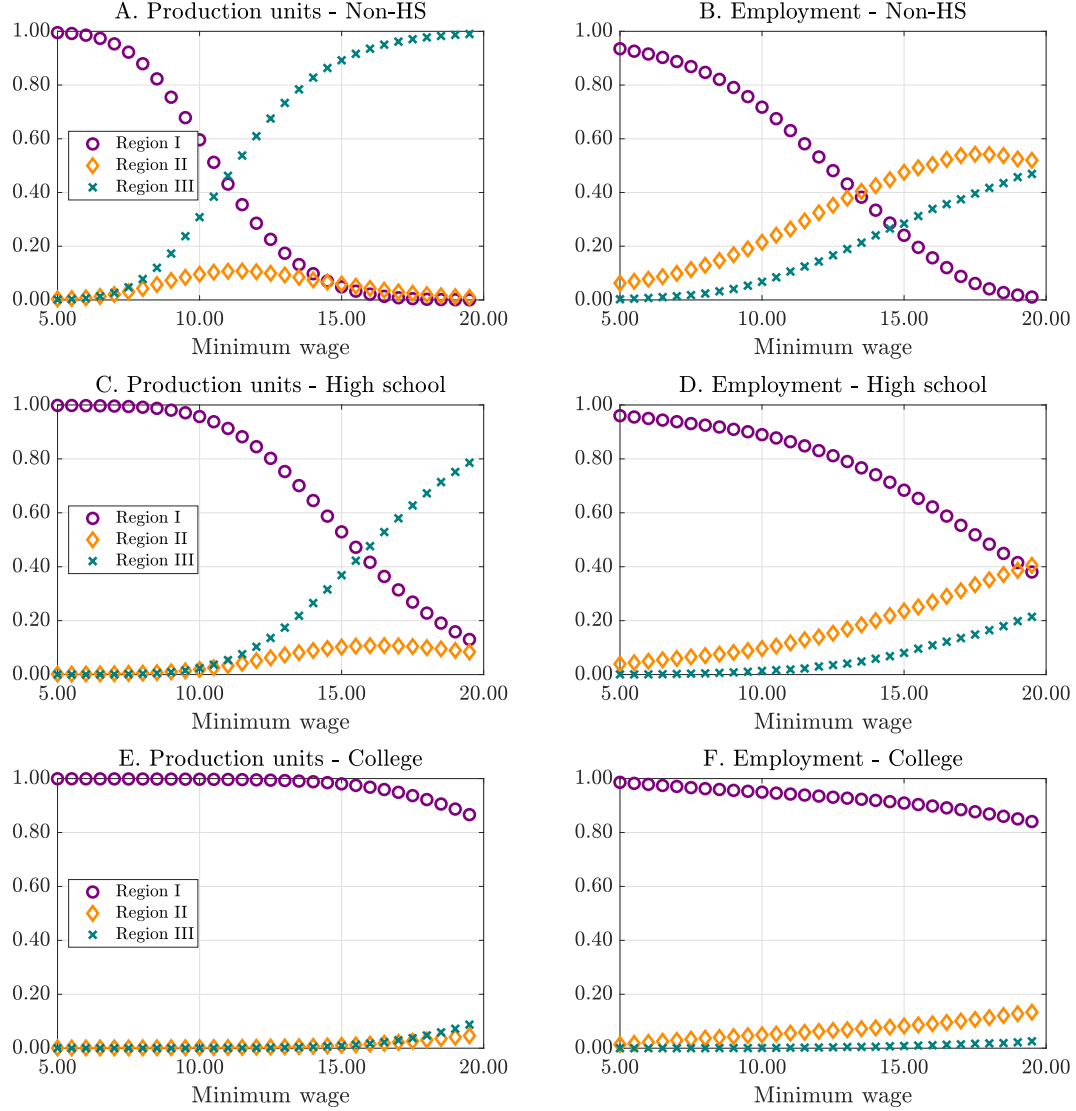 A. Production units - Non-HS
1.00
0.80
0.60
0.40
0.20
0.00
Region I
Region II
Region III
5.00 10.00 15.00 20.00
Minimum wage
B. Employment - Non-HS
1.00
0.80
0.60
0.40
0.20
0.00
5.00 10.00 15.00 20.00
Minimum wage
C. Production units - High school
1.00
0.80
0.60
0.40
0.20
0.00
Region I
Region II
Region III
5.00 10.00 15.00 20.00
Minimum wage
D. Employment - High school
1.00
0.80
0.60
0.40
0.20
0.00
5.00 10.00 15.00 20.00
Minimum wage
E. Production units - College
1.00
0.80
0.60
0.40
0.20
0.00
Region I
Region II
Region III
5.00 10.00 15.00 20.00
Minimum wage
F. Employment - College
1.00
0.80
0.60
0.40
0.20
0.00
5.00 10.00 15.00 20.00
Minimum wage